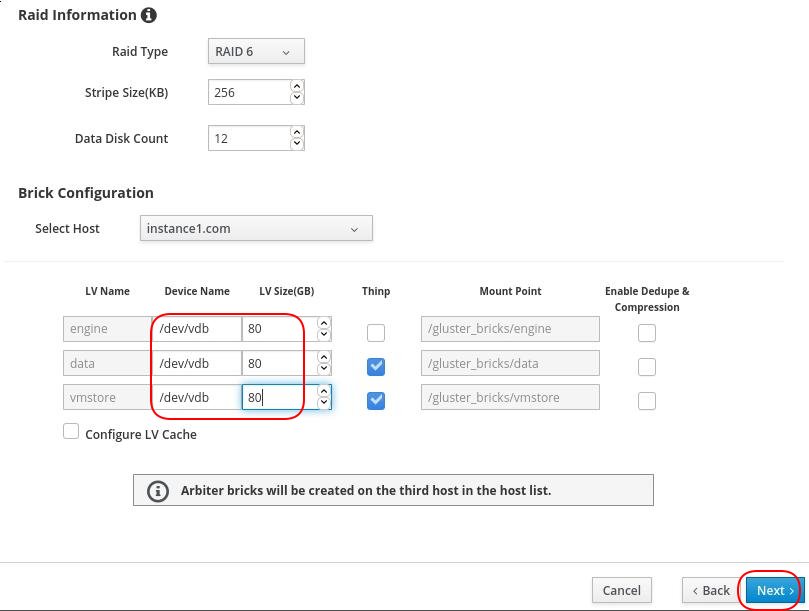 Raid Information
Raid Type RAID 6
Stripe Size(KB) 256
Data Disk Count 12
Brick Configuration
Select Host instance1.com
LV Name Device Name LV Size(GB) Thinp Mount Point Enable Dedupe &
Compression
engine /dev/vdb 80 /gluster_bricks/engine
data /dev/vdb 80 /gluster_bricks/data
vmstore /dev/vdb 80 /gluster_bricks/vmstore
Configure LV Cache
Arbiter bricks will be created on the third host in the host list.
Cancel < Back Next >